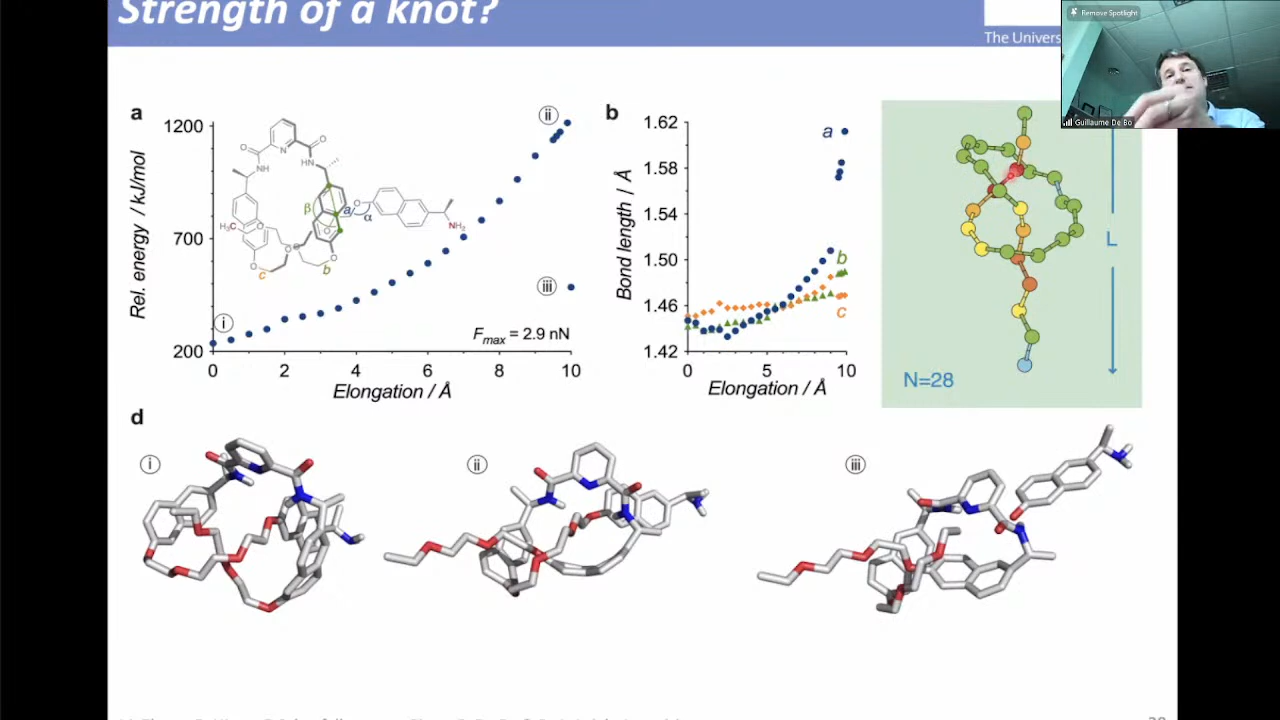 Strength of a knot?
The Univers
Remove Spotlight
Guillaume De Bo
a
1200
700
200
Rel. energy / kJ/mol
0 2 4 6 8 10
Elongation / Å
i
ii
iii
Fmax = 2.9 nN
O
N
O
NH
HN
H3C
O
O
O
O
β
a
α
NH2
b
c
b
1.62
1.58
1.54
1.50
1.46
1.42
Bond length / Å
0 5 10
Elongation / Å
a
b
c
L
N=28
d
i
ii
iii